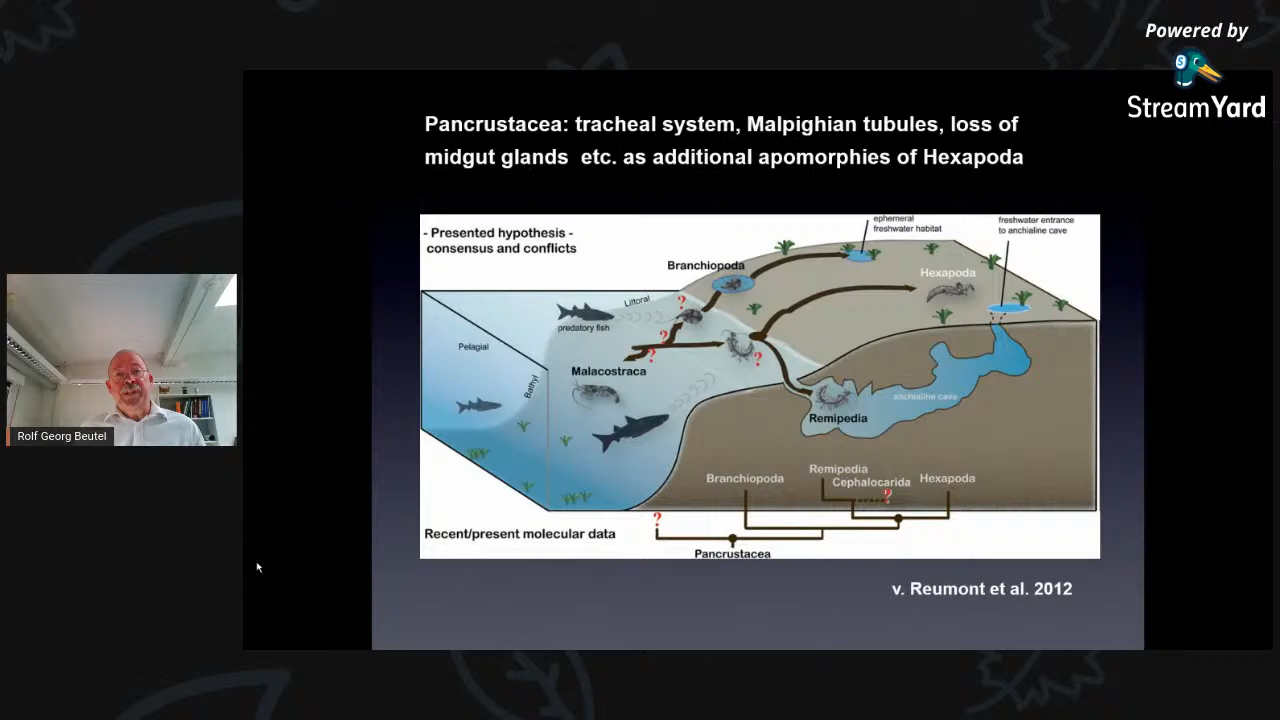 Powered by
StreamYard
Pancrustacea: tracheal system, Malpighian tubules, loss of
midgut glands etc. as additional apomorphies of Hexapoda
- Presented hypothesis -
consensus and conflicts
ephemeral
freshwater habitat
freshwater entrance
to anchialine cave
Branchiopoda
Hexapoda
Littoral
?
predatory fish
?
Pelagial
?
?
Malacostraca
Bathyl
anchialine cave
Remipedia
Rolf Georg Beutel
Remipedia
Branchiopoda
Cephalocarida
Hexapoda
?
?
Recent/present molecular data
Pancrustacea
v. Reumont et al. 2012